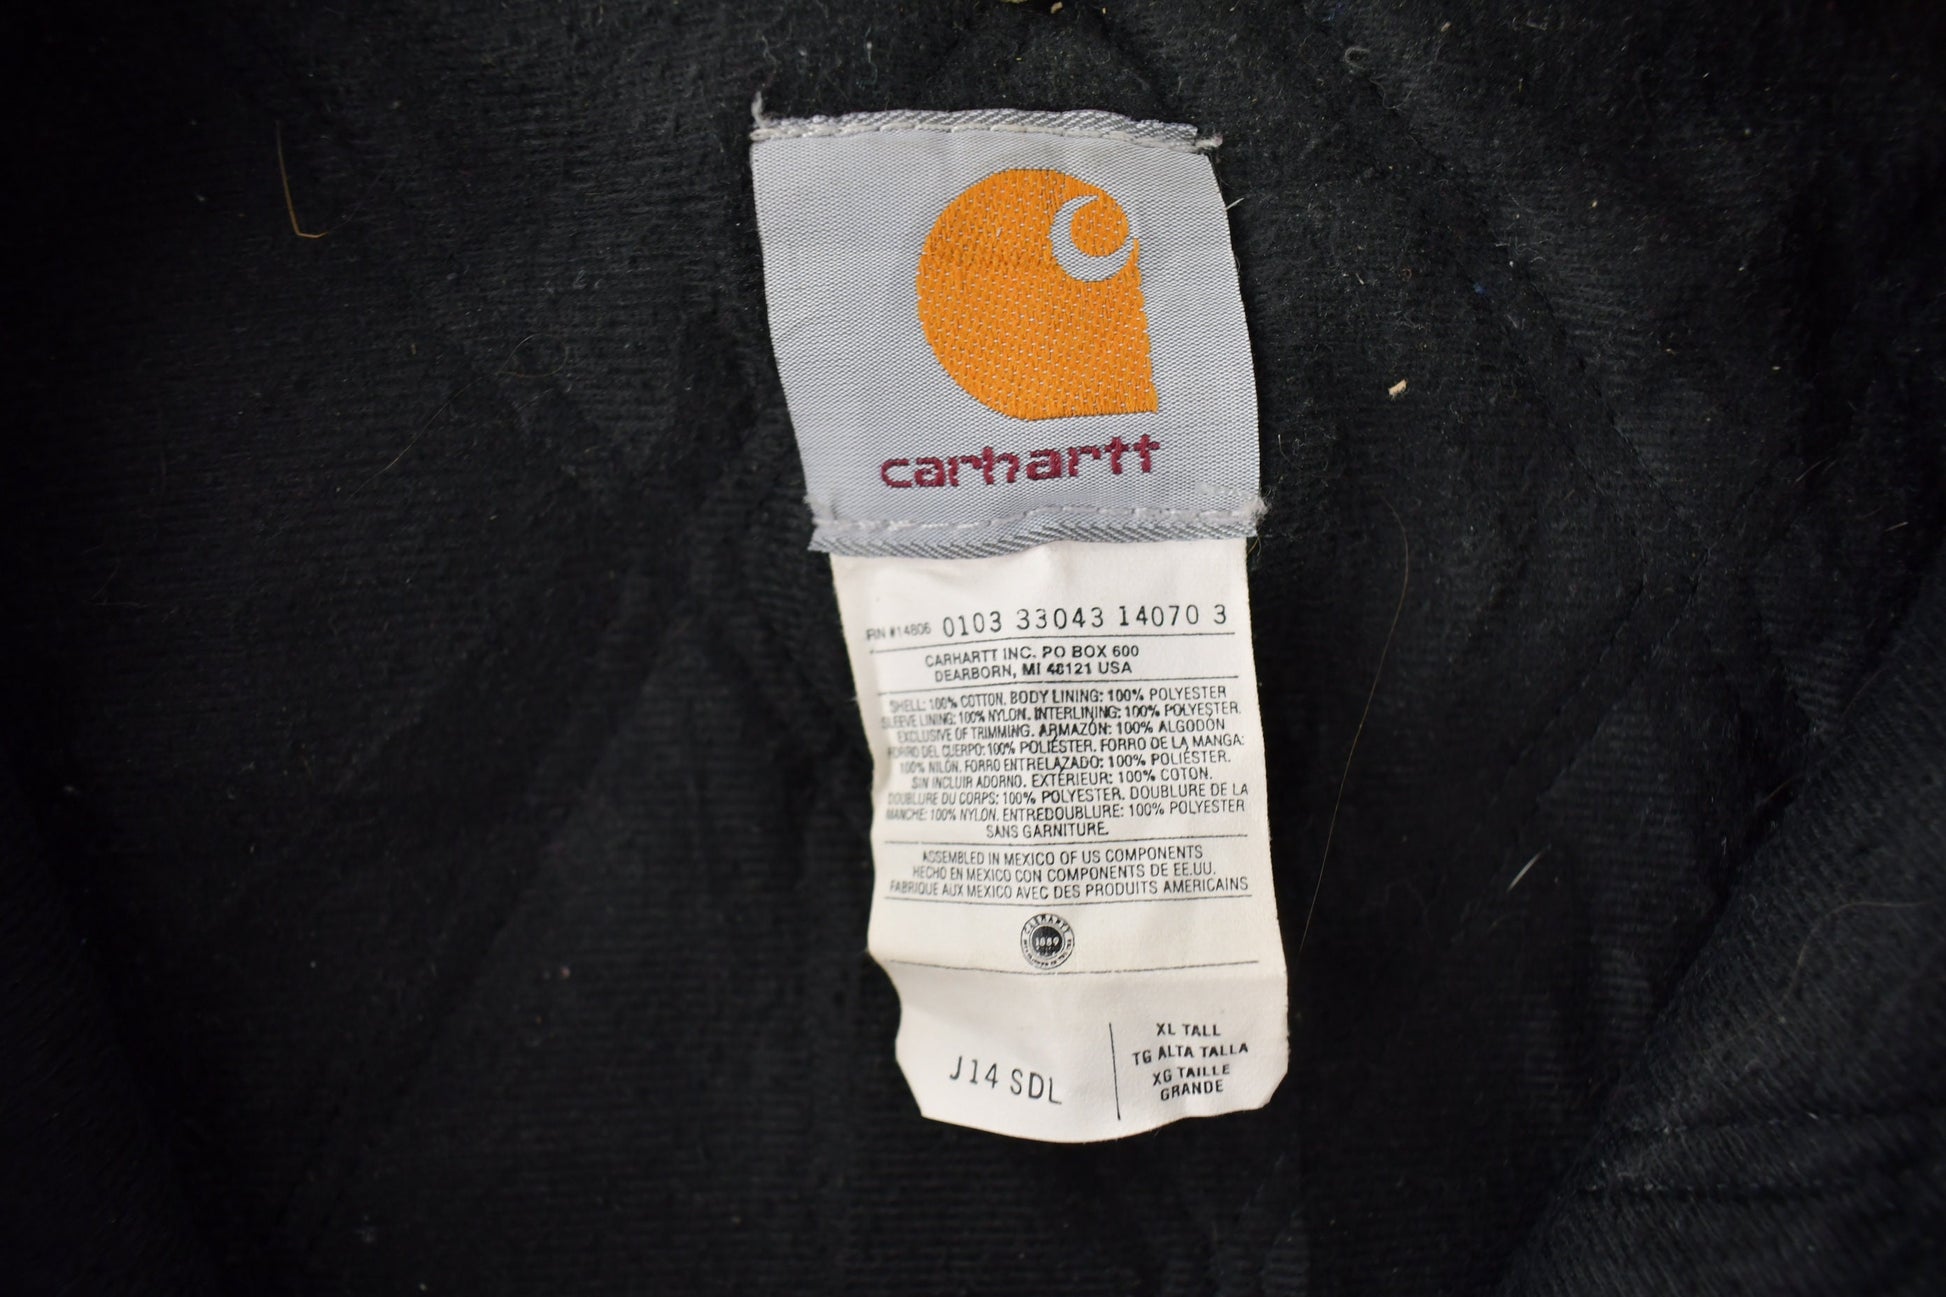 carhartt
RN #14806 0103 33043 14070 3
CARHARTT INC. PO BOX 600
DEARBORN, MI 48121 USA
SHELL: 100% COTTON. BODY LINING: 100% POLYESTER
SLEEVE LINING: 100% NYLON. INTERLINING: 100% POLYESTER.
EXCLUSIVE OF TRIMMING. ARMAZÓN: 100% ALGODÓN
FORRO DEL CUERPO: 100% POLIÉSTER. FORRO DE LA MANGA:
100% NILÓN. FORRO ENTRELAZADO: 100% POLIÉSTER.
SIN INCLUIR ADORNO. EXTÉRIEUR: 100% COTON.
DOUBLURE DU CORPS: 100% POLYESTER. DOUBLURE DE LA
MANCHE: 100% NYLON. ENTREDOUBLURE: 100% POLYESTER
SANS GARNITURE.
ASSEMBLED IN MEXICO OF US COMPONENTS
HECHO EN MEXICO CON COMPONENTS DE EE.UU.
FABRIQUE AUX MEXICO AVEC DES PRODUITS AMERICAINS
CARHARTT
1889
J14 SDL
XL TALL
TG ALTA TALLA
XG TAILLE
GRANDE